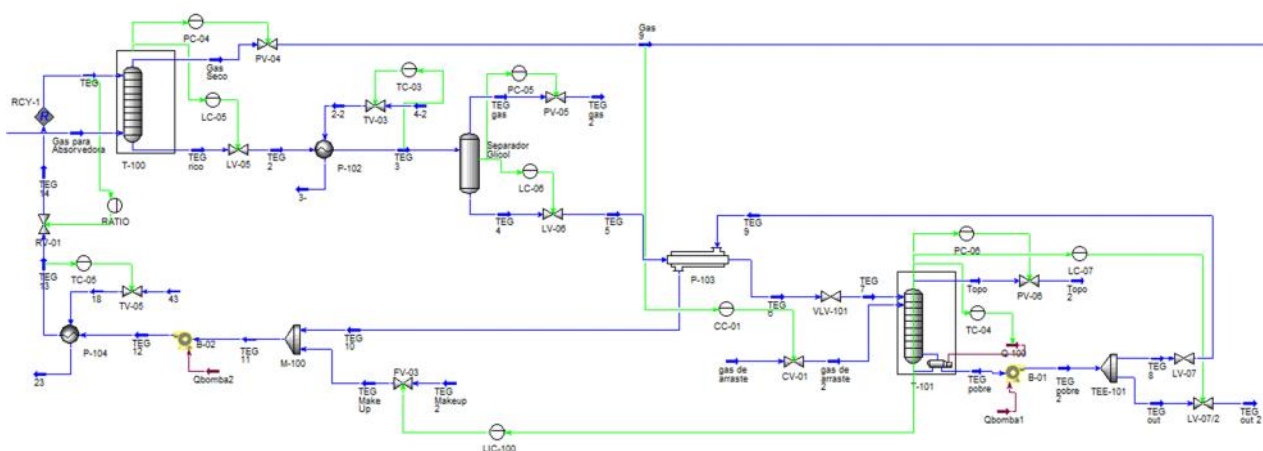 Gas
9
PC-04
PV-04
Gas
Seco
TEG
RCY-1
TC-03
PC-05
TEG
gas
PV-05
TEG
gas
2
2-2
4-2
TV-03
LC-05
Gas para
Absorvedora
T-100
TEG
rico
LV-05
TEG
2
P-102
TEG
3
Separador
Glicol
LC-06
3-
TEG
14
RATIO
RV-01
TEG
4
LV-06
TEG
5
TEG
9
P-103
PC-06
LC-07
TEG
13
TC-05
18
43
TV-05
TEG
6
VLV-101
TEG
7
Topo
PV-06
Topo
2
TC-04
CC-01
P-104
TEG
12
B-02
TEG
11
M-100
TEG
10
gas de
arraste
CV-01
gas de
arraste
2
Q-100
23
Qbomba2
TEG
Make
Up
FV-03
TEG
Makeup
2
T-101
TEG
pobre
B-01
TEG
pobre
2
TEE-101
TEG
8
LV-07
Qbomba1
TEG
out
LV-07/2
TEG
out 2
LIC-100